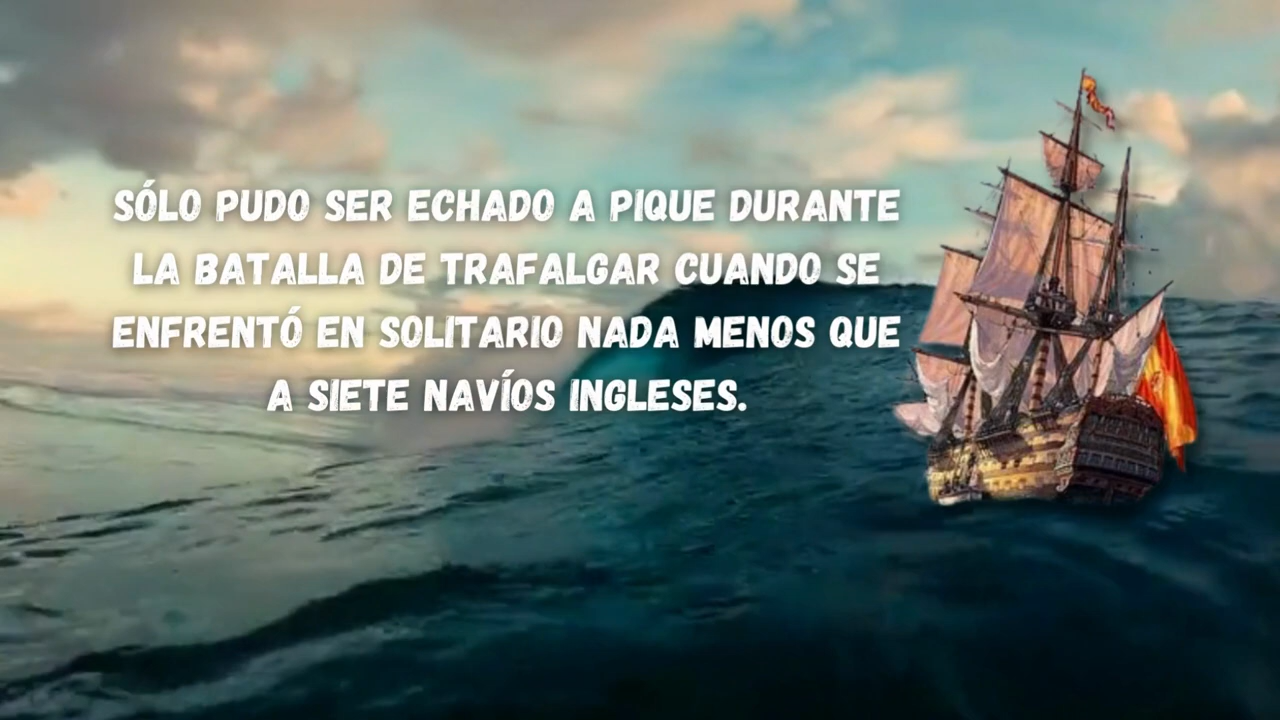 SÓLO PUDO SER ECHADO A PIQUE DURANTE
LA BATALLA DE TRAFALGAR CUANDO SE
ENFRENTÓ EN SOLITARIO NADA MENOS QUE
A SIETE NAVÍOS INGLESES.